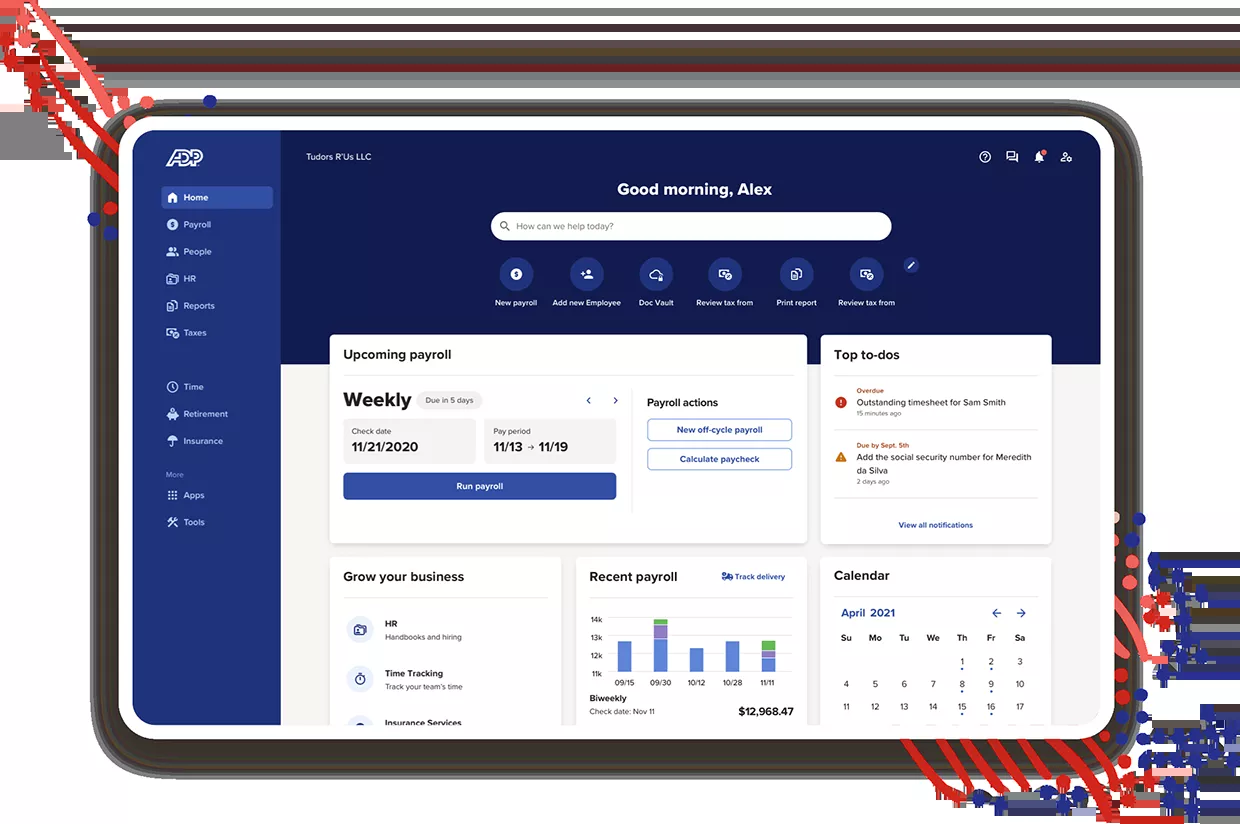 ADP
Tudors R'Us LLC
Good morning, Alex
How can we help today?
New payroll
Add new Employee
Doc Vault
Review tax from
Print report
Review tax from
Home
Payroll
People
HR
Reports
Taxes
Time
Retirement
Insurance
More
Apps
Tools
Upcoming payroll
Weekly Due in 5 days
Check date
11/21/2020
Pay period
11/13 → 11/19
Run payroll
Payroll actions
New off-cycle payroll
Calculate paycheck
Top to-dos
Overdue
Outstanding timesheet for Sam Smith
15 minutes ago
Due by Sept. 5th
Add the social security number for Meredith
da Silva
2 days ago
View all notifications
Grow your business
HR
Handbooks and hiring
Time Tracking
Track your team's time
Insurance Services
Recent payroll Track delivery
14k
13k
12k
11k
09/15 09/30 10/12 10/28 11/11
Biweekly
Check date: Nov 11 $12,968.47
Calendar
April 2021
Su Mo Tu We Th Fr Sa
1 2 3
4 5 6 7 8 9 10
11 12 13 14 15 16 17